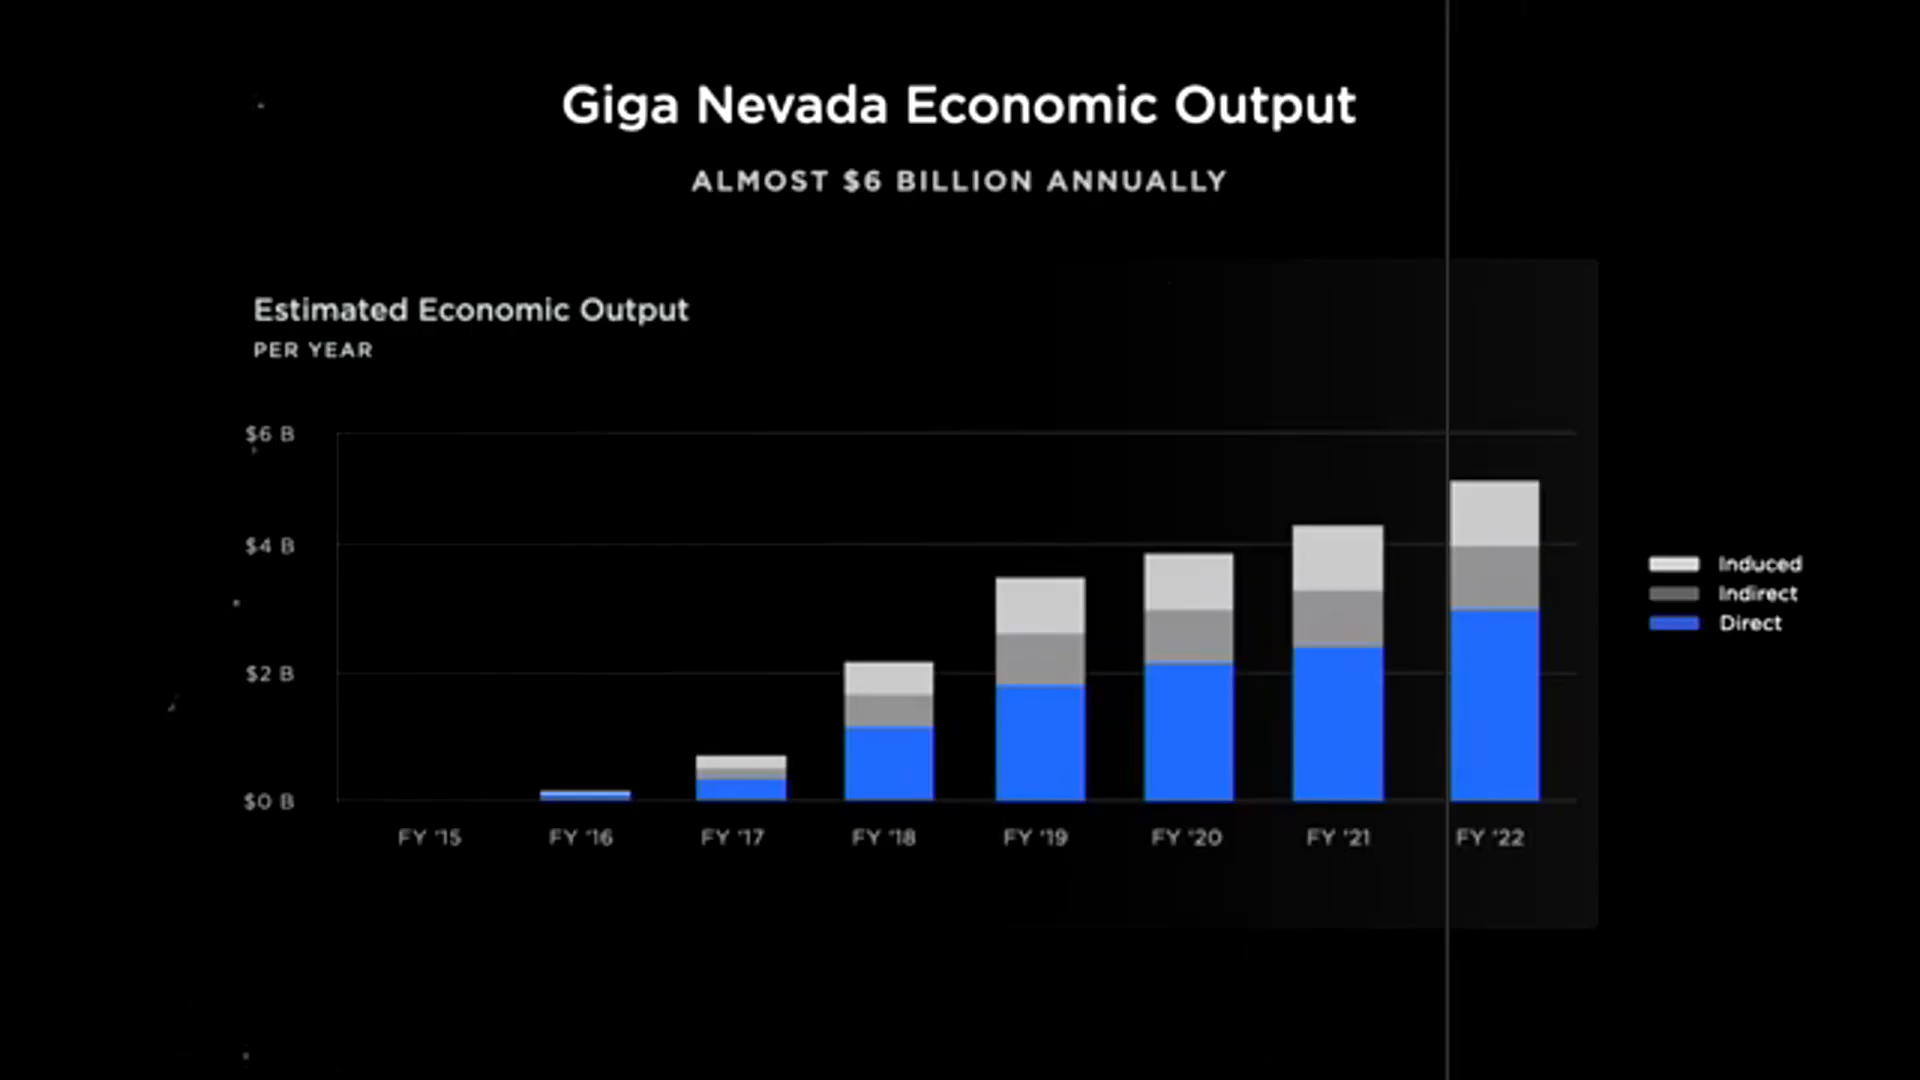 Giga Nevada Economic Output
ALMOST $6 BILLION ANNUALLY
Estimated Economic Output
PER YEAR
$6 B
$4 B
$2 B
$0 B
FY '15
FY '16
FY '17
FY '18
FY '19
FY '20
FY '21
FY '22
Induced
Indirect
Direct